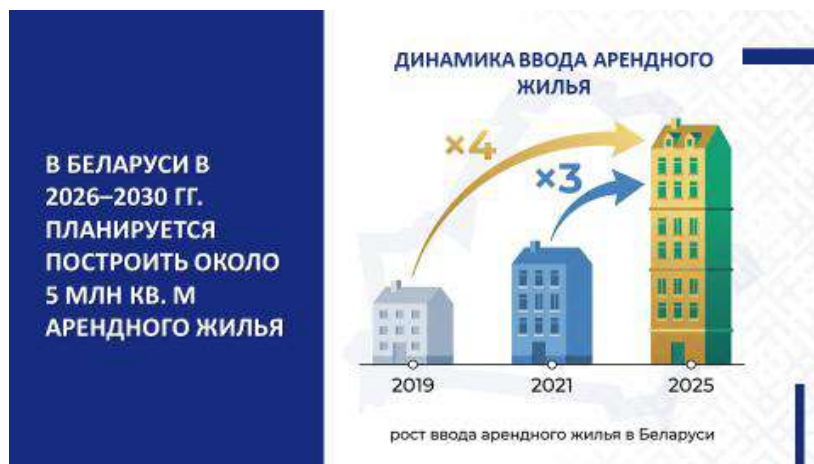 В БЕЛАРУСИ В
2026–2030 ГГ.
ПЛАНИРУЕТСЯ
ПОСТРОИТЬ ОКОЛО
5 МЛН КВ. М
АРЕНДНОГО ЖИЛЬЯ
ДИНАМИКА ВВОДА АРЕНДНОГО
ЖИЛЬЯ
×4
×3
2019
2021
2025
рост ввода арендного жилья в Беларуси